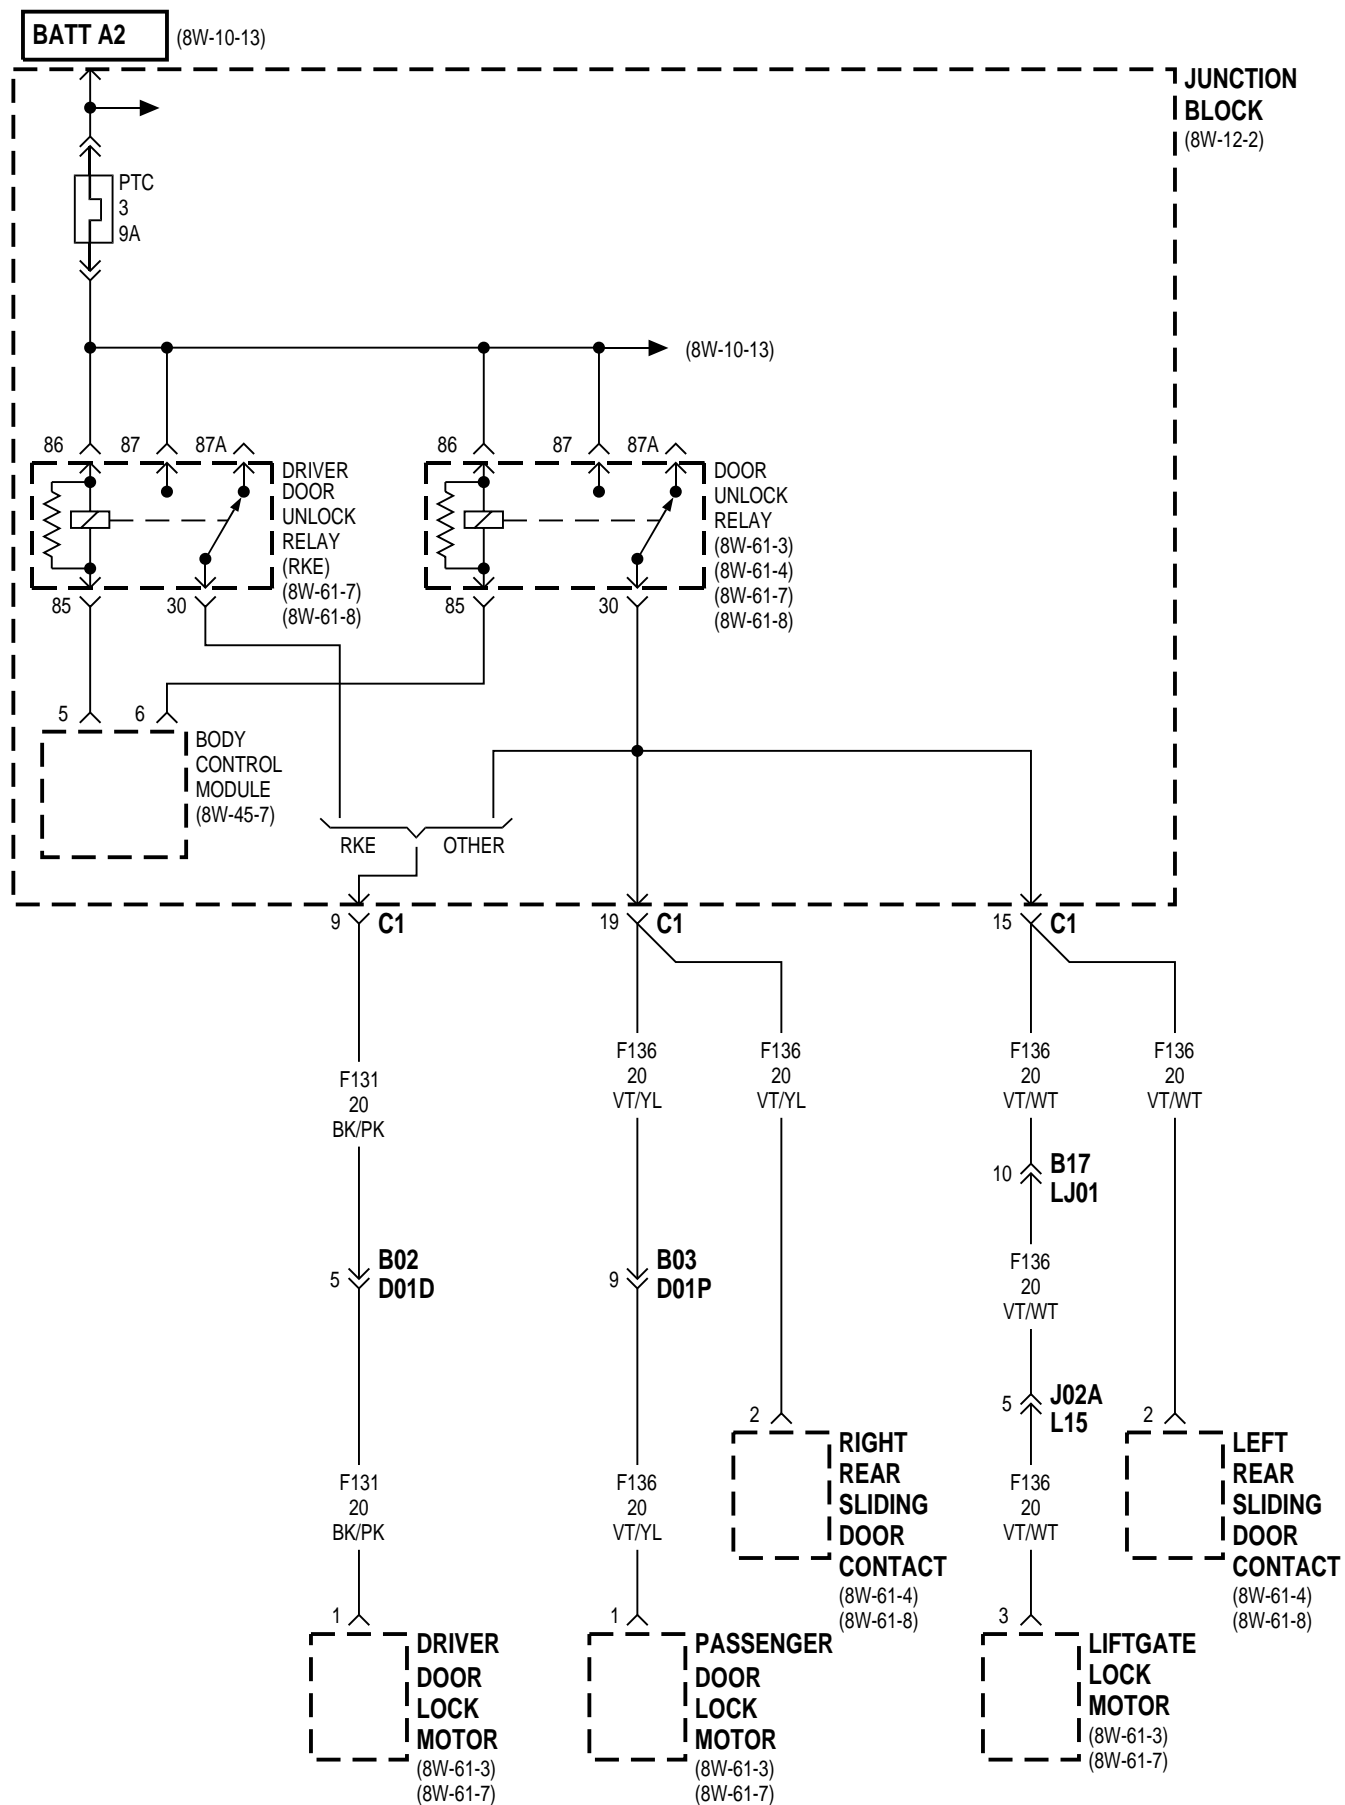 BATT A2
(8W-10-13)
JUNCTION
BLOCK
(8W-12-2)
PTC
3
9A
(8W-10-13)
86
87
87A
86
87
87A
DRIVER
DOOR
UNLOCK
RELAY
(RKE)
(8W-61-7)
(8W-61-8)
DOOR
UNLOCK
RELAY
(8W-61-3)
(8W-61-4)
(8W-61-7)
(8W-61-8)
85
30
85
30
5
6
BODY
CONTROL
MODULE
(8W-45-7)
RKE
OTHER
9
C1
19
C1
15
C1
F131
20
BK/PK
F136
20
VT/YL
F136
20
VT/YL
F136
20
VT/WT
F136
20
VT/WT
10
B17
LJ01
5
B02
D01D
9
B03
D01P
F136
20
VT/WT
5
J02A
L15
2
RIGHT
REAR
SLIDING
DOOR
CONTACT
(8W-61-4)
(8W-61-8)
2
LEFT
REAR
SLIDING
DOOR
CONTACT
(8W-61-4)
(8W-61-8)
F131
20
BK/PK
F136
20
VT/YL
F136
20
VT/WT
1
DRIVER
DOOR
LOCK
MOTOR
(8W-61-3)
(8W-61-7)
1
PASSENGER
DOOR
LOCK
MOTOR
(8W-61-3)
(8W-61-7)
3
LIFTGATE
LOCK
MOTOR
(8W-61-3)
(8W-61-7)